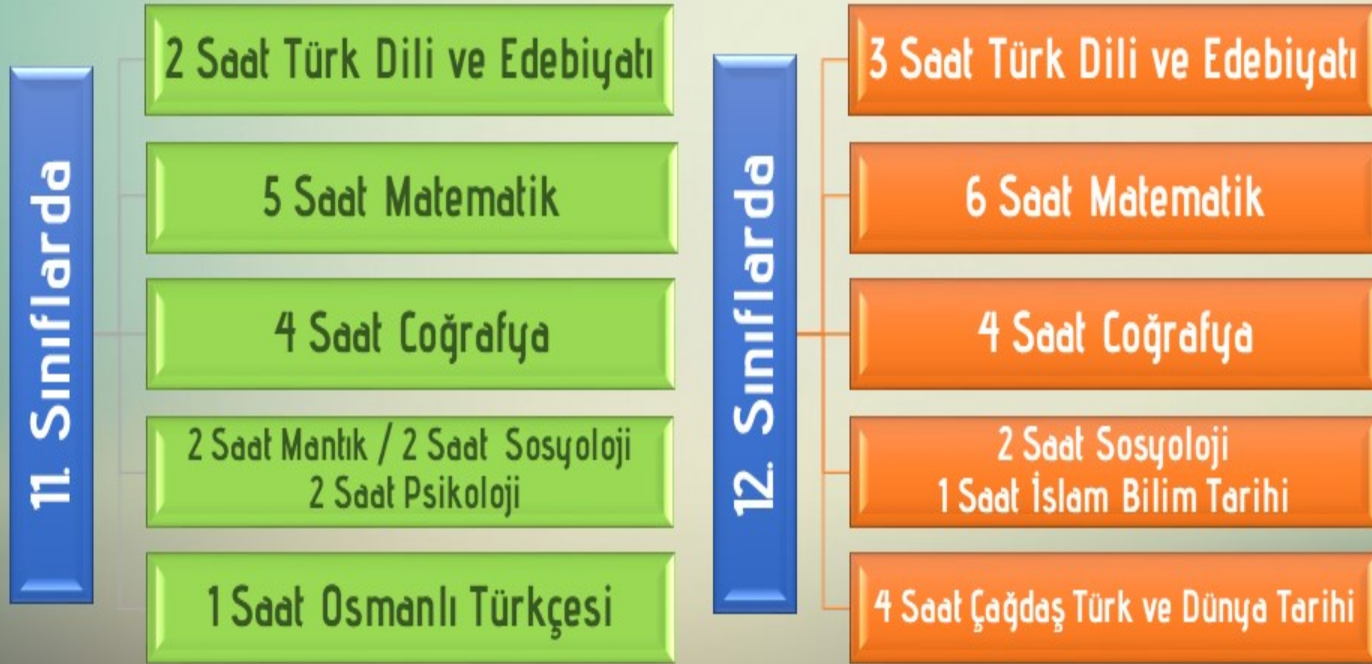 11. Sınıflarda
2 Saat Türk Dili ve Edebiyatı
5 Saat Matematik
4 Saat Coğrafya
2 Saat Mantık / 2 Saat Sosyoloji
2 Saat Psikoloji
1 Saat Osmanlı Türkçesi
12. Sınıflarda
3 Saat Türk Dili ve Edebiyatı
6 Saat Matematik
4 Saat Coğrafya
2 Saat Sosyoloji
1 Saat İslam Bilim Tarihi
4 Saat Çağdaş Türk ve Dünya Tarihi